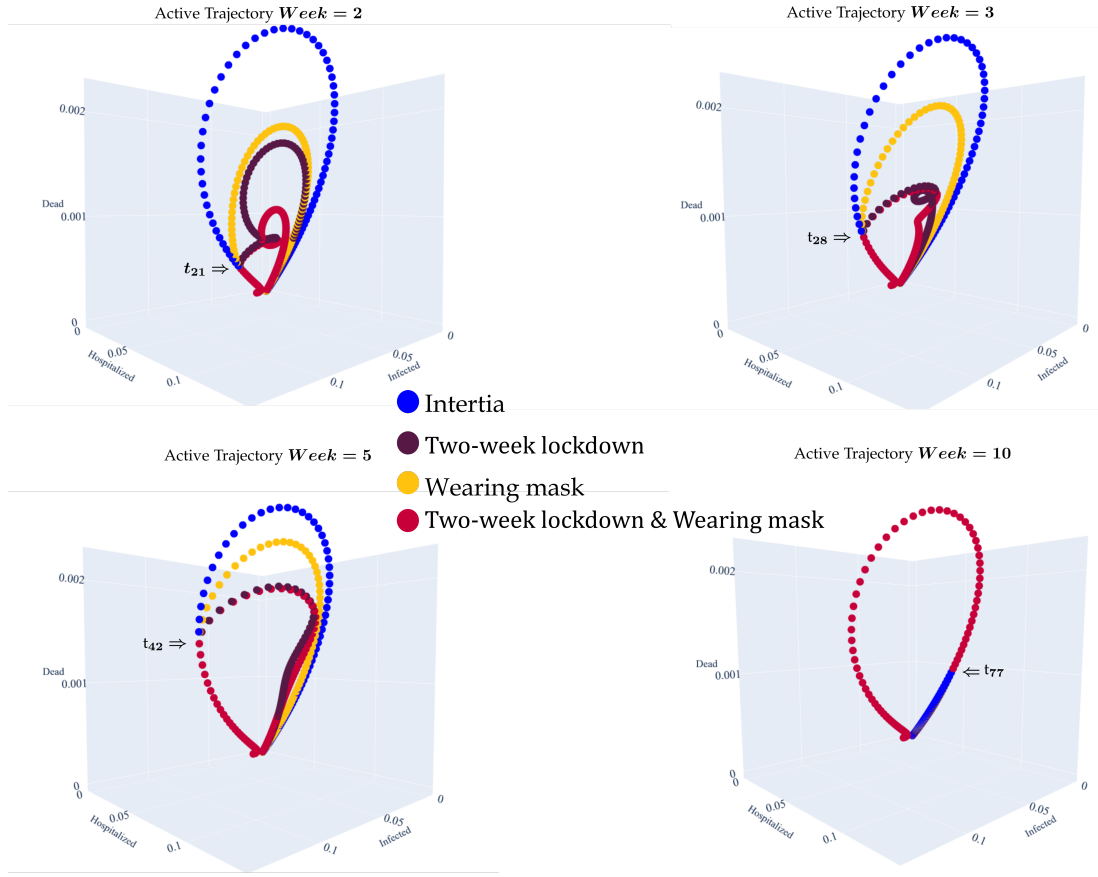 Active Trajectory Week = 2
0.002
Dead
0.001
t21 ⇒
0
0
Hospitalized
0.05
0.1
0.1
0.05
Infected
0
Active Trajectory Week = 3
0.002
Dead
0.001
t28 ⇒
0
0
Hospitalized
0.05
0.1
0.1
0.05
Infected
0
Intertia
Two-week lockdown
Wearing mask
Two-week lockdown & Wearing mask
Active Trajectory Week = 5
0.002
t42 ⇒
Dead
0.001
0
0
Hospitalized
0.05
0.1
0.1
0.05
Infected
0
Active Trajectory Week = 10
0.002
Dead
0.001
⇐ t77
0
0
Hospitalized
0.05
0.1
0.1
0.05
Infected
0